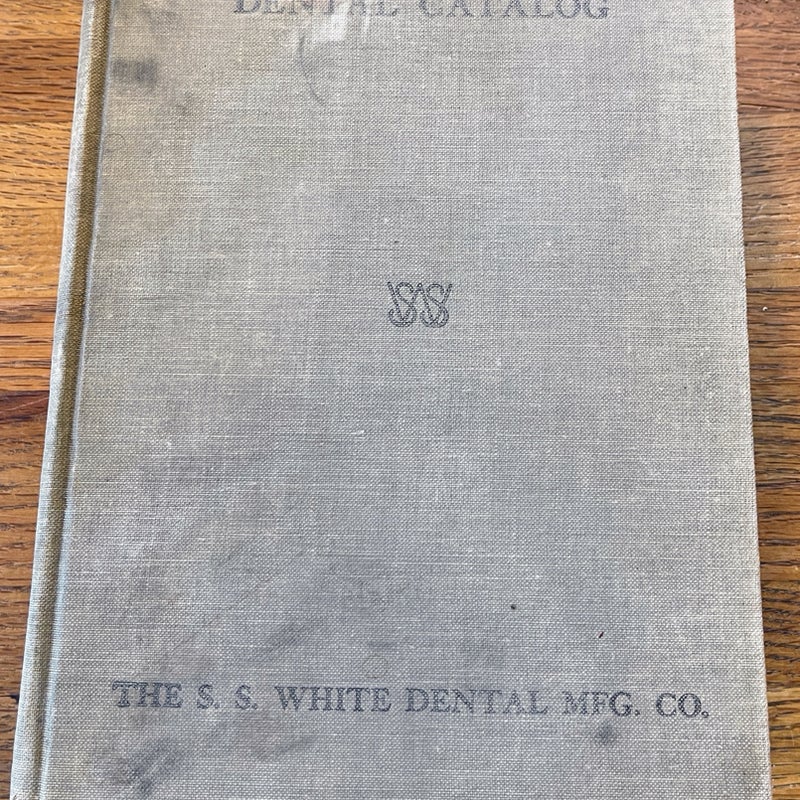 DENTAL CATALOG
THE S. S. WHITE DENTAL MFG. CO.